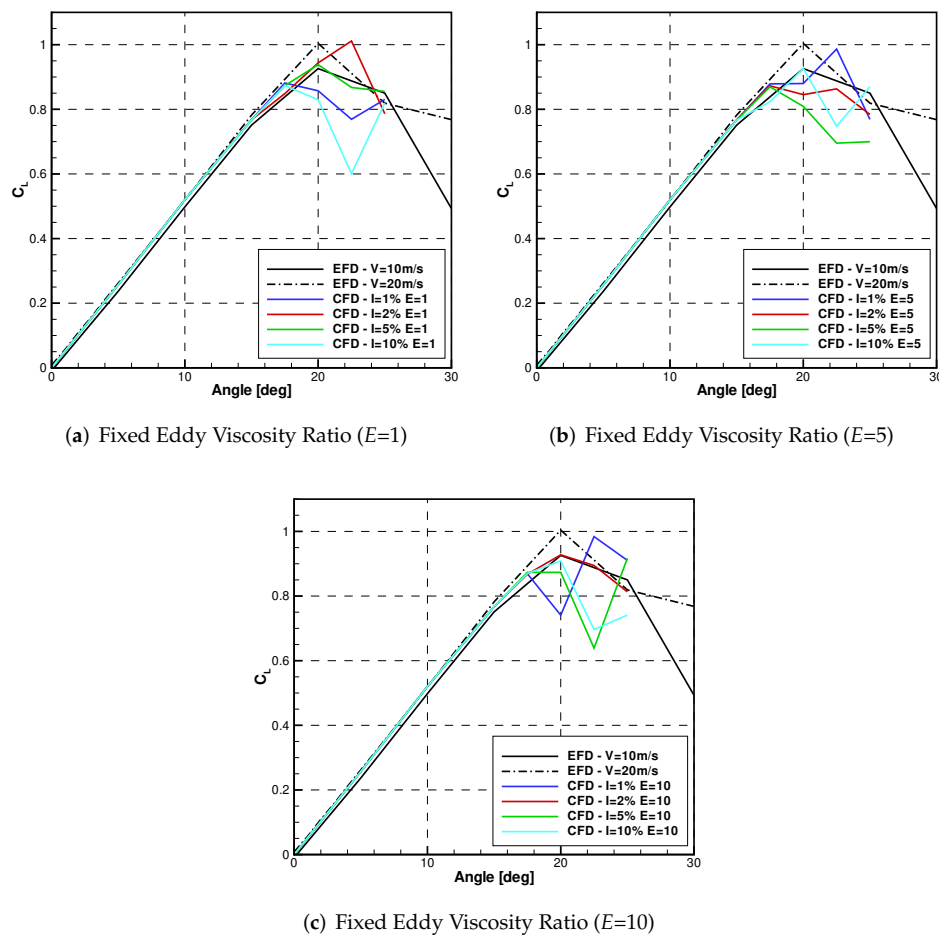 1
0.8
0.6
0.4
0.2
0
C_L
0 10 20 30
Angle [deg]
EFD - V=10m/s
EFD - V=20m/s
CFD - I=1% E=1
CFD - I=2% E=1
CFD - I=5% E=1
CFD - I=10% E=1
(a) Fixed Eddy Viscosity Ratio (E=1)
1
0.8
0.6
0.4
0.2
0
C_L
0 10 20 30
Angle [deg]
EFD - V=10m/s
EFD - V=20m/s
CFD - I=1% E=5
CFD - I=2% E=5
CFD - I=5% E=5
CFD - I=10% E=5
(b) Fixed Eddy Viscosity Ratio (E=5)
1
0.8
0.6
0.4
0.2
0
C_L
0 10 20 30
Angle [deg]
EFD - V=10m/s
EFD - V=20m/s
CFD - I=1% E=10
CFD - I=2% E=10
CFD - I=5% E=10
CFD - I=10% E=10
(c) Fixed Eddy Viscosity Ratio (E=10)